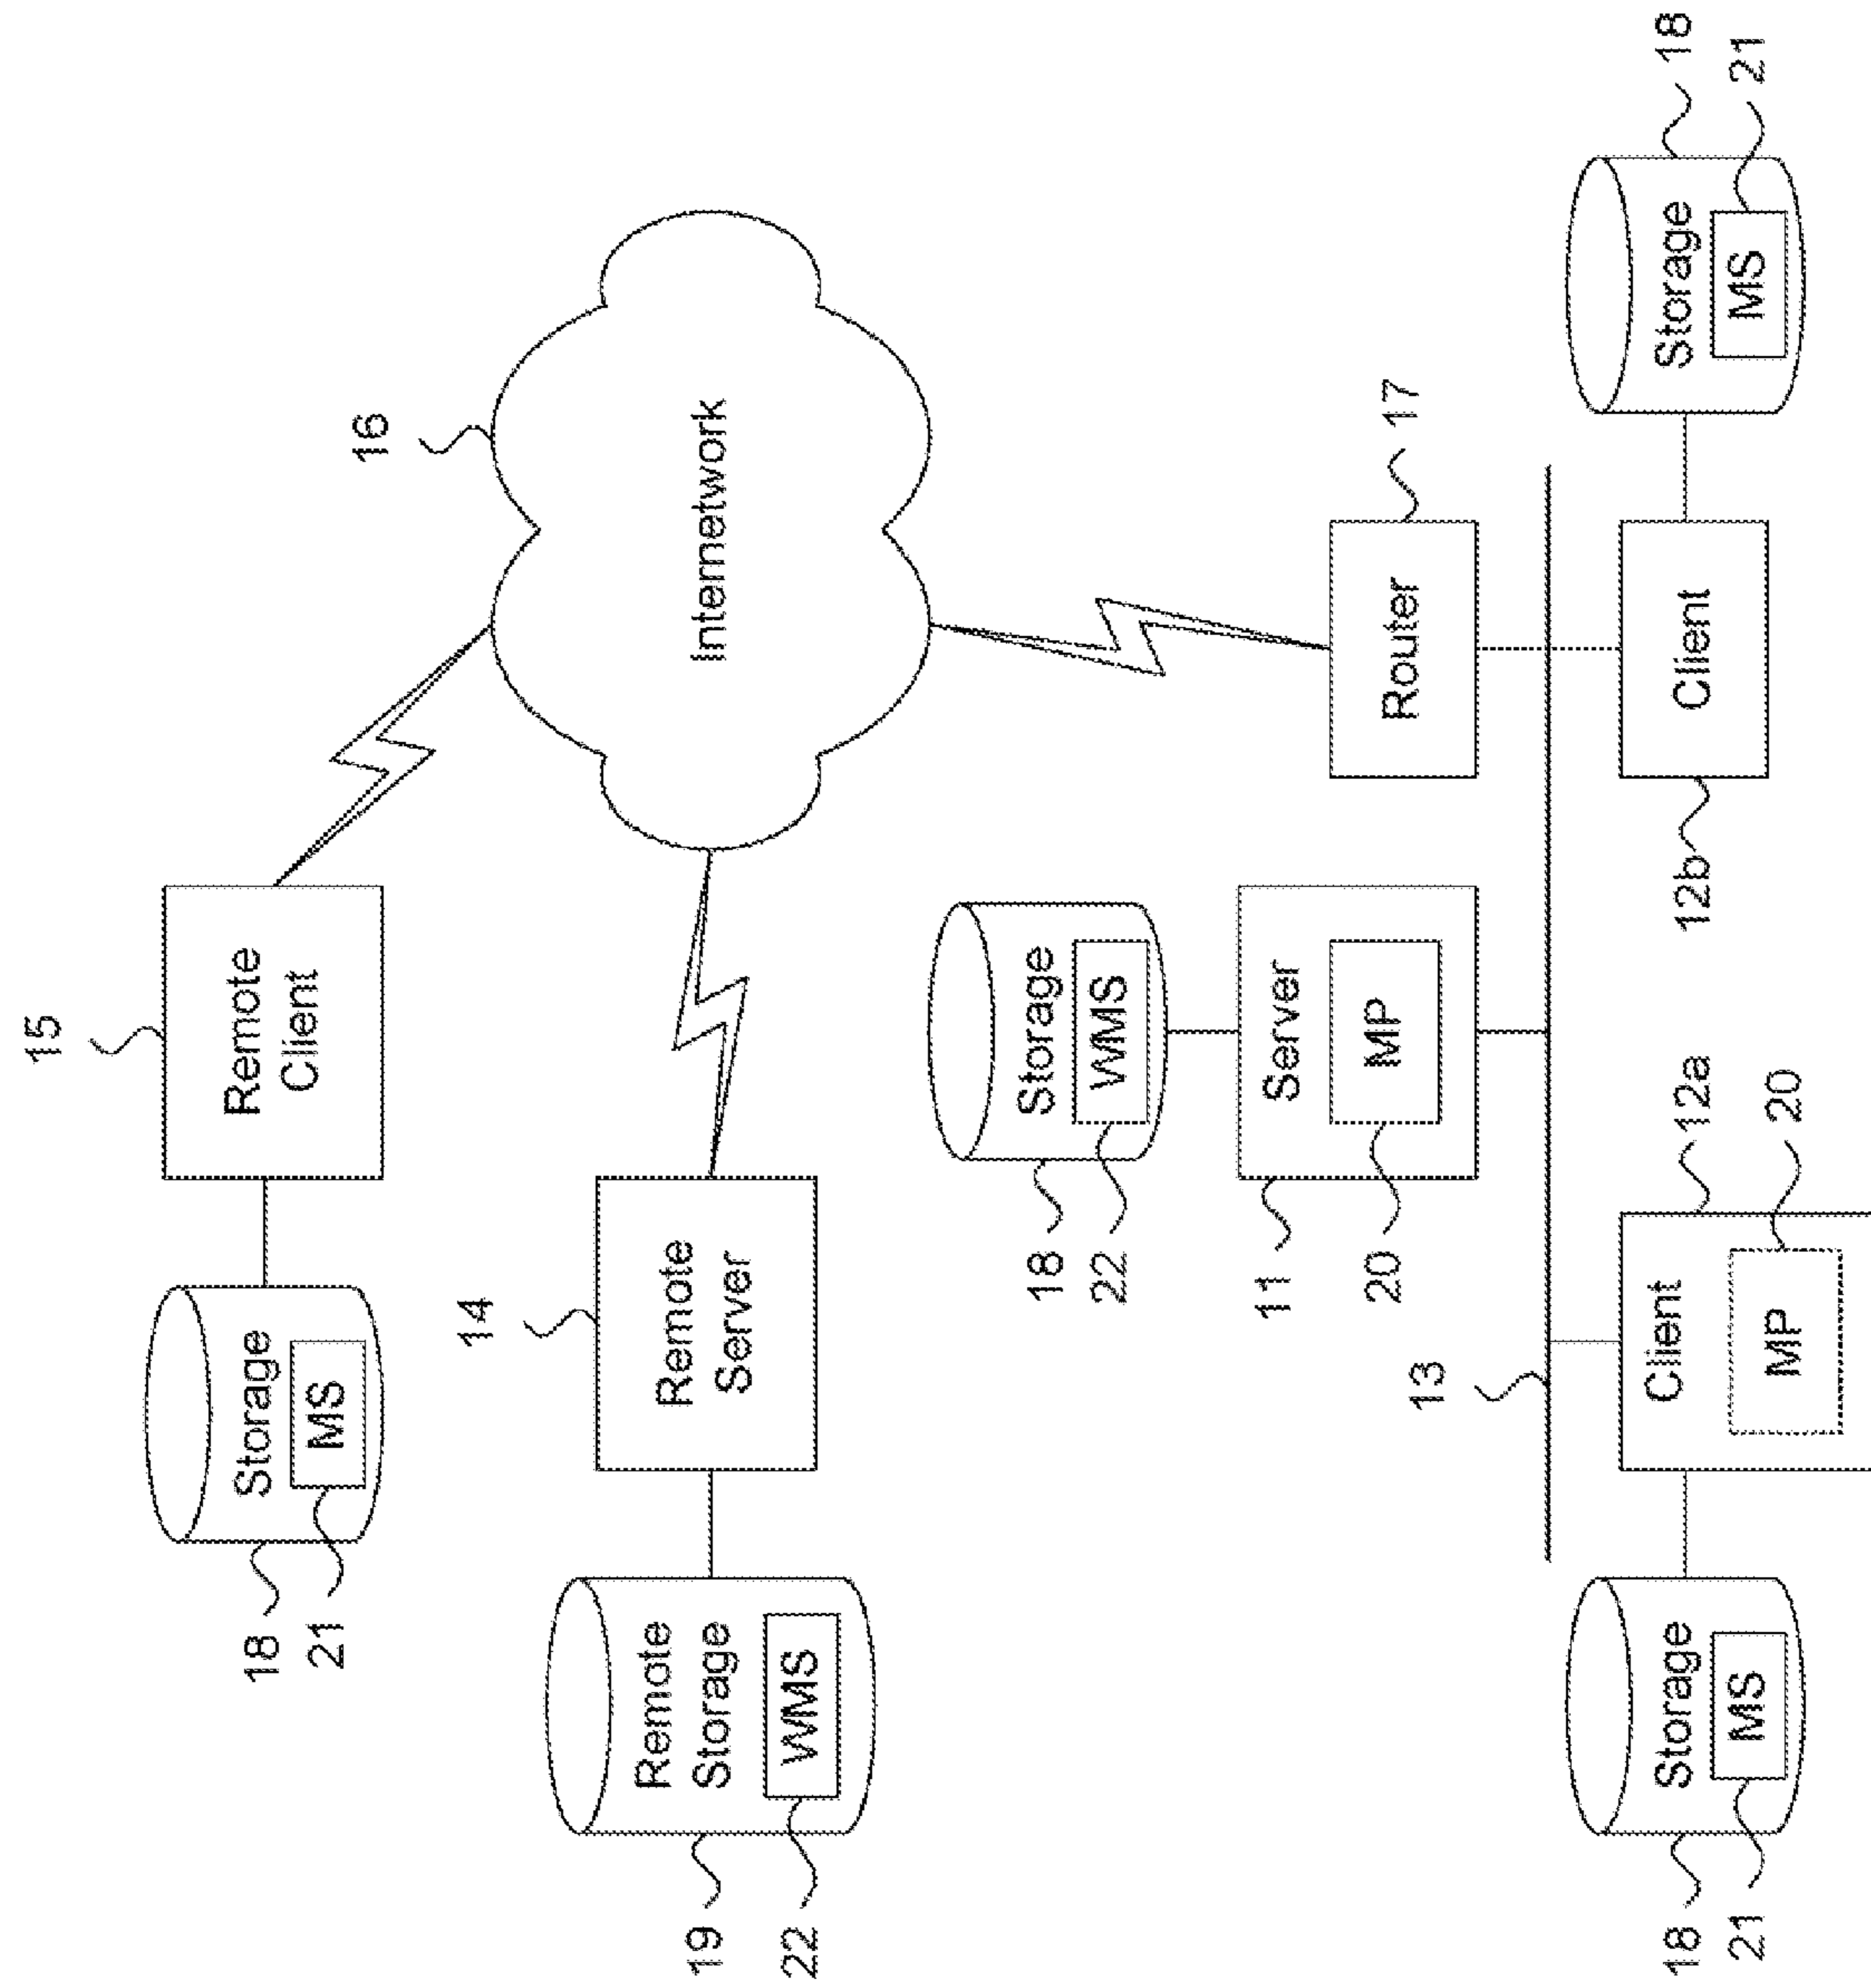 15
Remote
Client
Storage
MS
18
21
16
Internetwork
14
Remote
Server
Remote
Storage
WMS
19
22
Storage
WMS
18
22
Server
MP
11
20
Router
17
13
Storage
MS
18
21
Client
MP
12a
20
Client
12b
Storage
MS
18
21